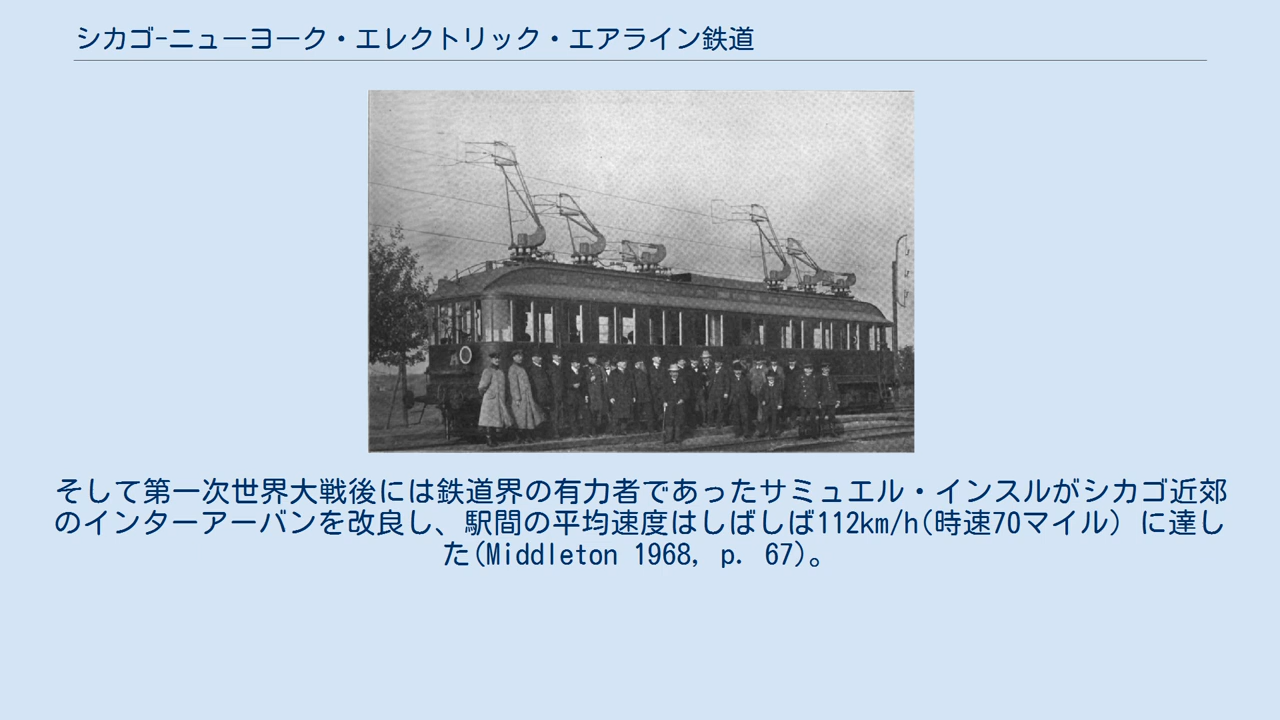 シカゴ-ニューヨーク・エレクトリック・エアライン鉄道
そして第一次世界大戦後には鉄道界の有力者であったサミュエル・インスルがシカゴ近郊
のインターアーバンを改良し、駅間の平均速度はしばしば112km/h(時速70マイル) に達し
た(Middleton 1968, p. 67)。